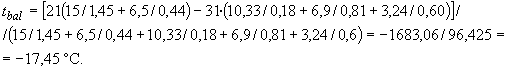 t_bal = [21(15/1,45 + 6,5/0,44) – 31·(10,33/0,18 + 6,9/0,81 + 3,24/0,60)]/
/(15/1,45 + 6,5/0,44 + 10,33/0,18 + 6,9/0,81 + 3,24/0,6) = –1683,06/96,425 =
= –17,45 °C.